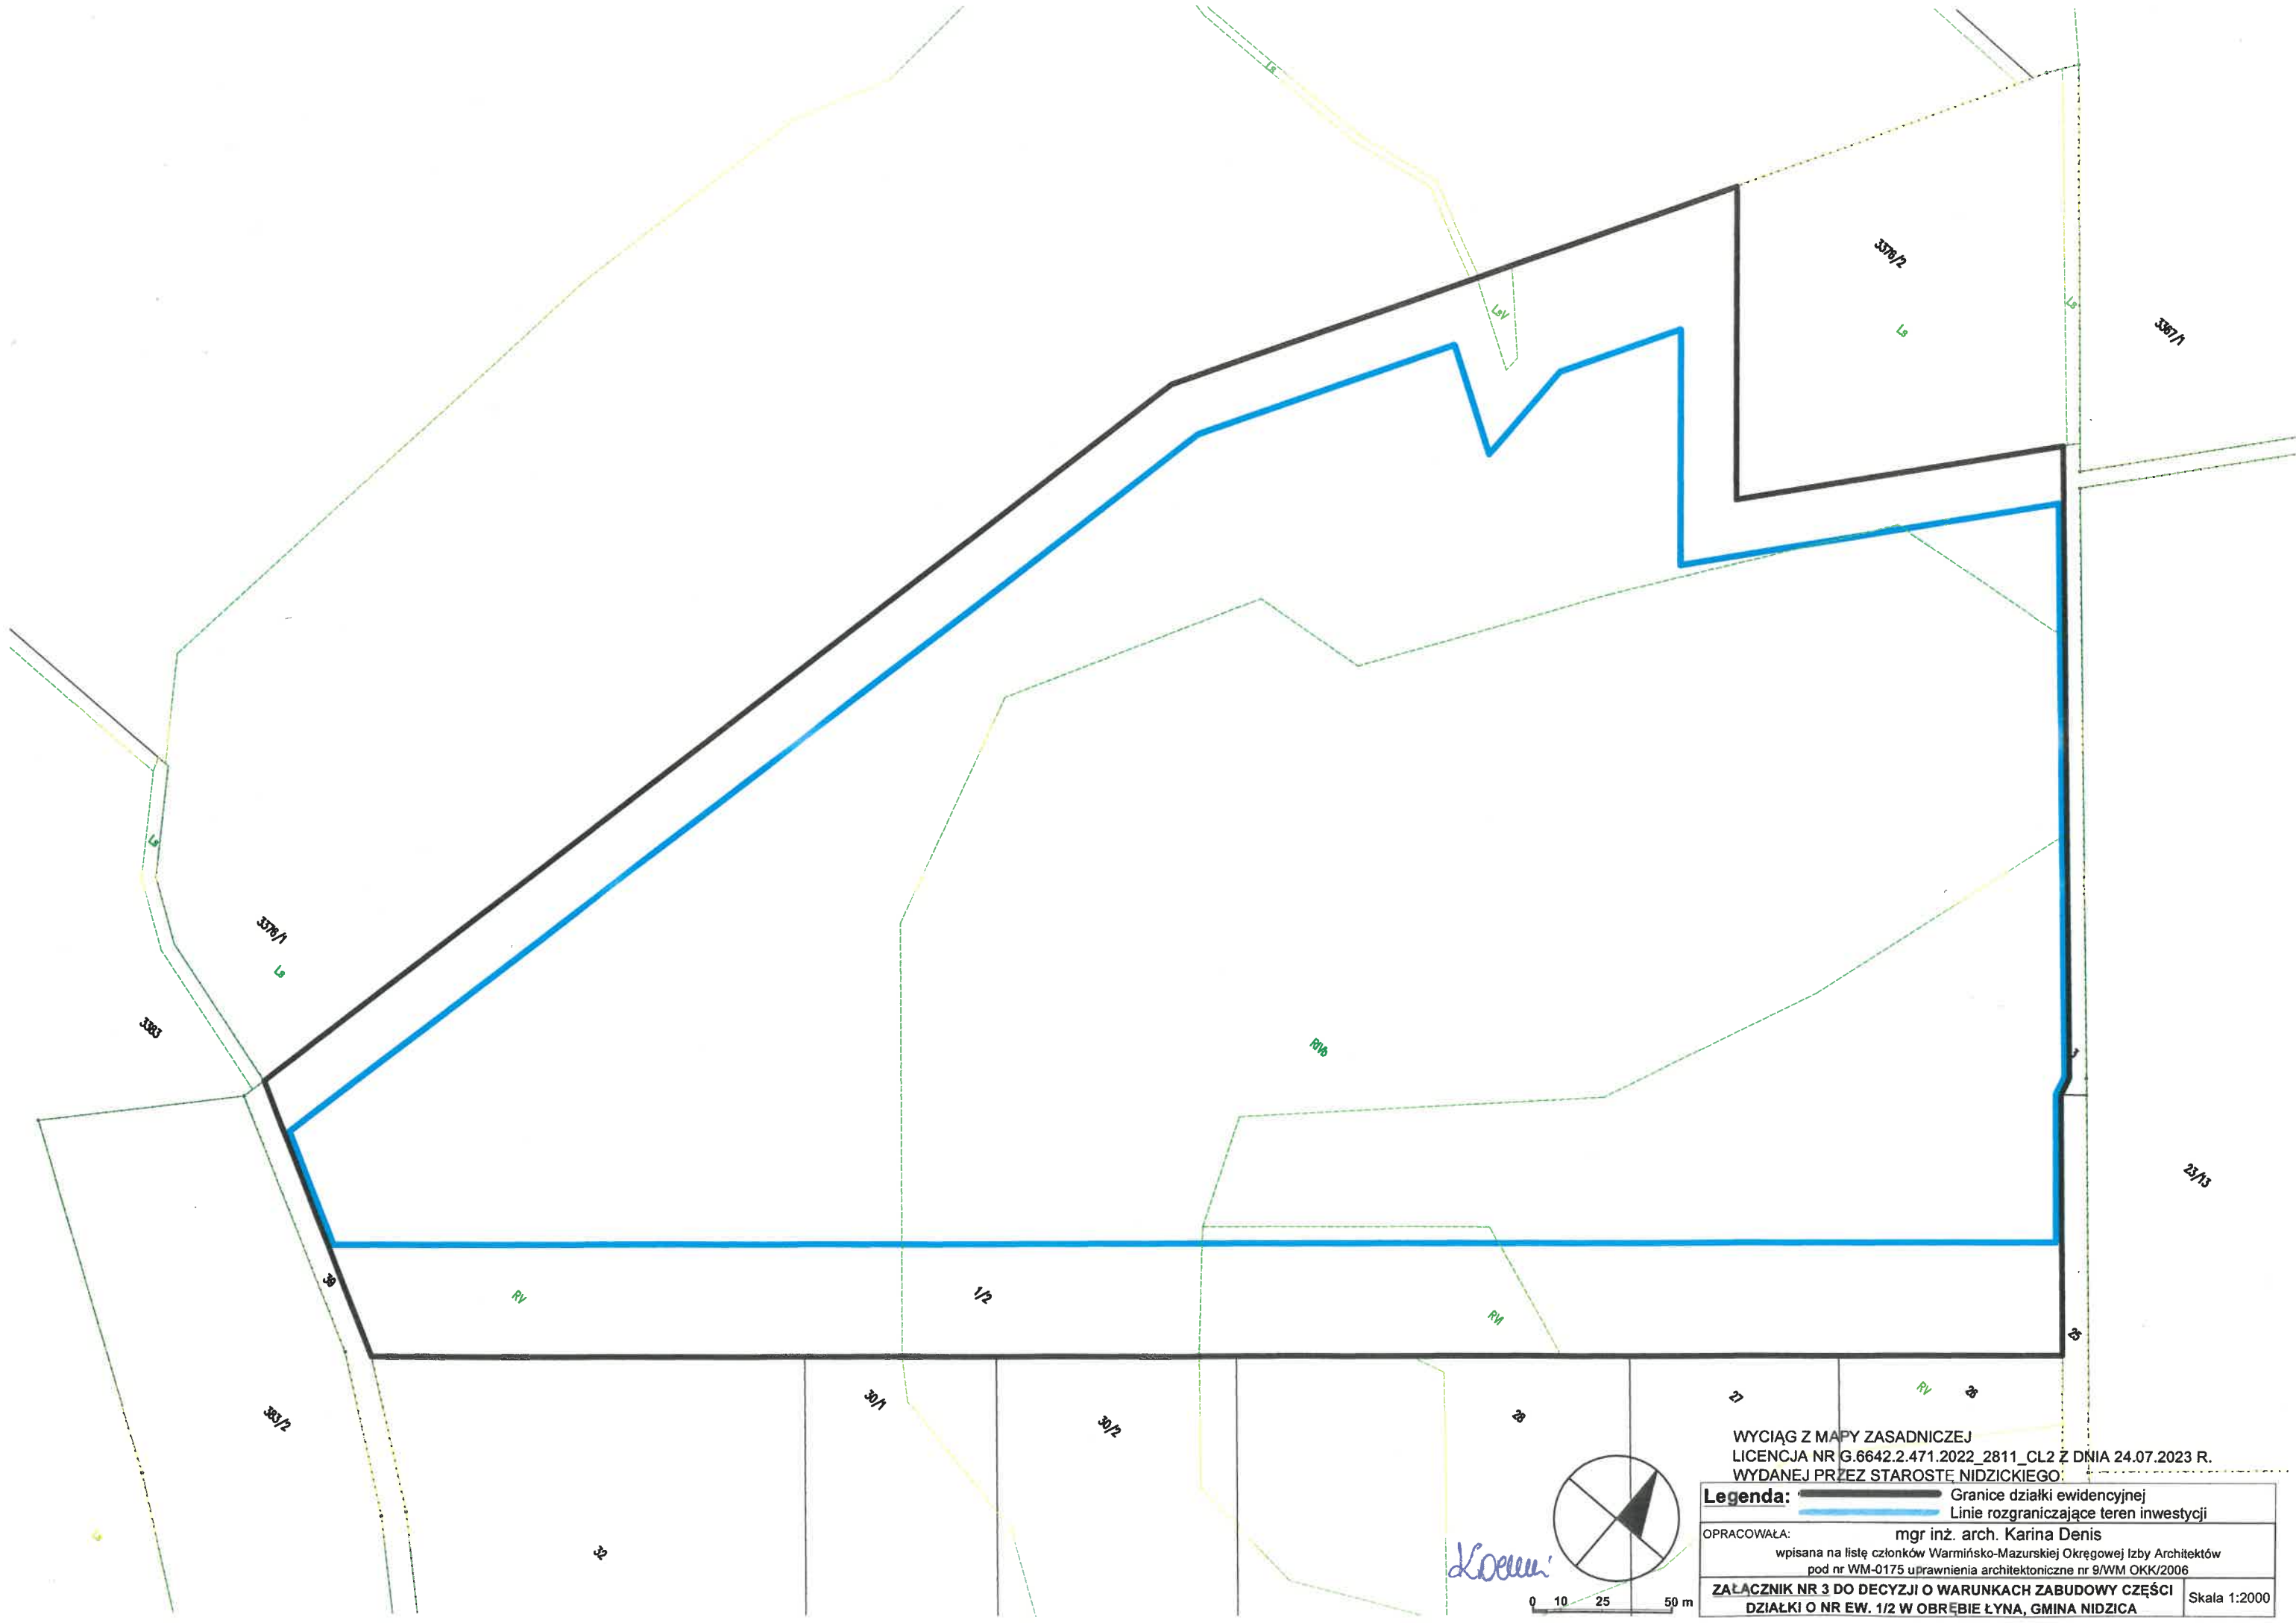 Ls
3376/2
Ls
Ls
3367/1
LsV
Ls
3376/1
Ls
3383
RIVb
3
23/13
39
RV
1/2
RVI
25
383/2
30/1
30/2
28
27
RV
26
Ls
32
WYCIĄG Z MAPY ZASADNICZEJ
LICENCJA NR G.6642.2.471.2022_2811_CL2 Z DNIA 24.07.2023 R.
WYDANEJ PRZEZ STAROSTĘ NIDZICKIEGO
Legenda:
Granice działki ewidencyjnej
Linie rozgraniczające teren inwestycji
OPRACOWAŁA: mgr inż. arch. Karina Denis
wpisana na listę członków Warmińsko-Mazurskiej Okręgowej Izby Architektów
pod nr WM-0175 uprawnienia architektoniczne nr 9/WM OKK/2006
ZAŁĄCZNIK NR 3 DO DECYZJI O WARUNKACH ZABUDOWY CZĘŚCI
DZIAŁKI O NR EW. 1/2 W OBRĘBIE ŁYNA, GMINA NIDZICA
Skala 1:2000
0 10 25 50 m